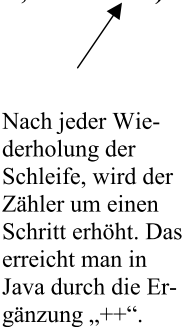 Nach jeder Wie-
derholung der
Schleife, wird der
Zähler um einen
Schritt erhöht. Das
erreicht man in
Java durch die Er-
gänzung „++“.